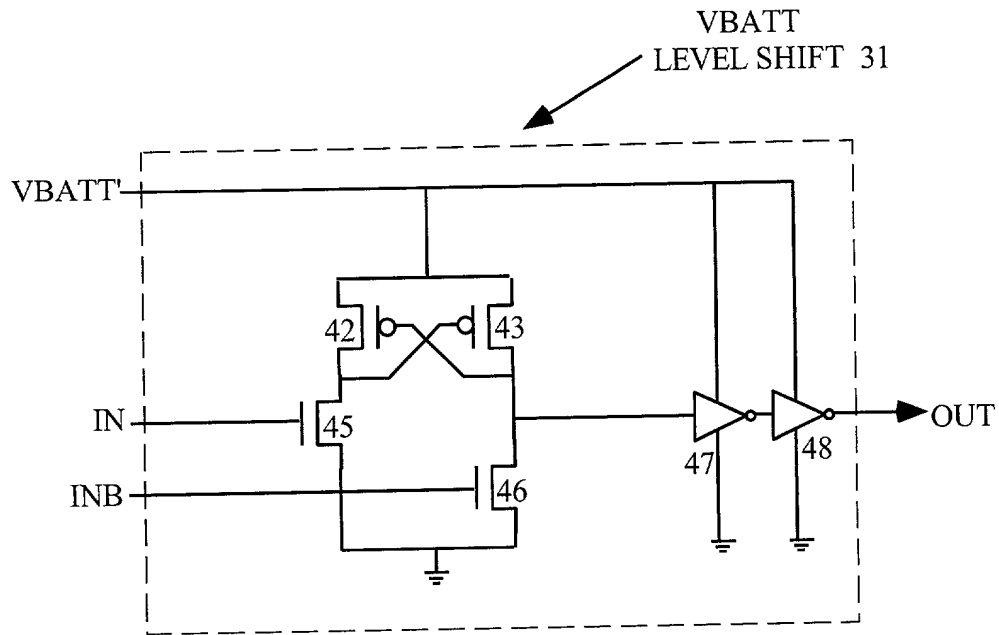 VBATT
LEVEL SHIFT 31
VBATT'
42
43
IN
45
OUT
47
48
INB
46